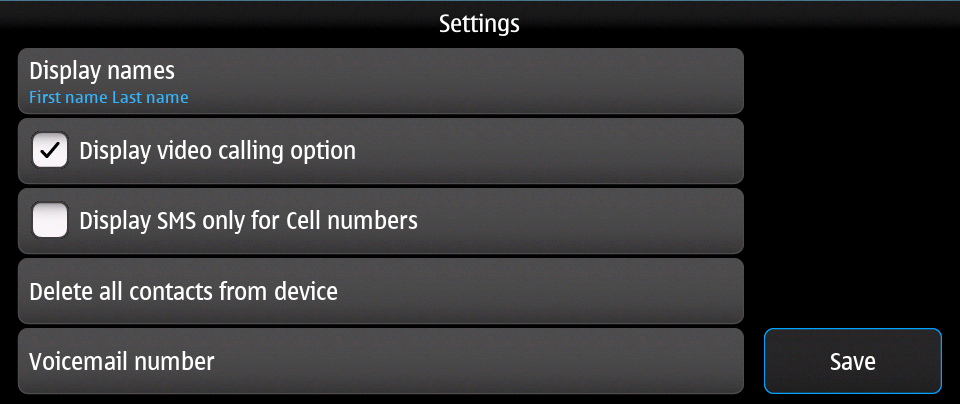 Settings
Display names
First name Last name
Display video calling option
Display SMS only for Cell numbers
Delete all contacts from device
Voicemail number
Save